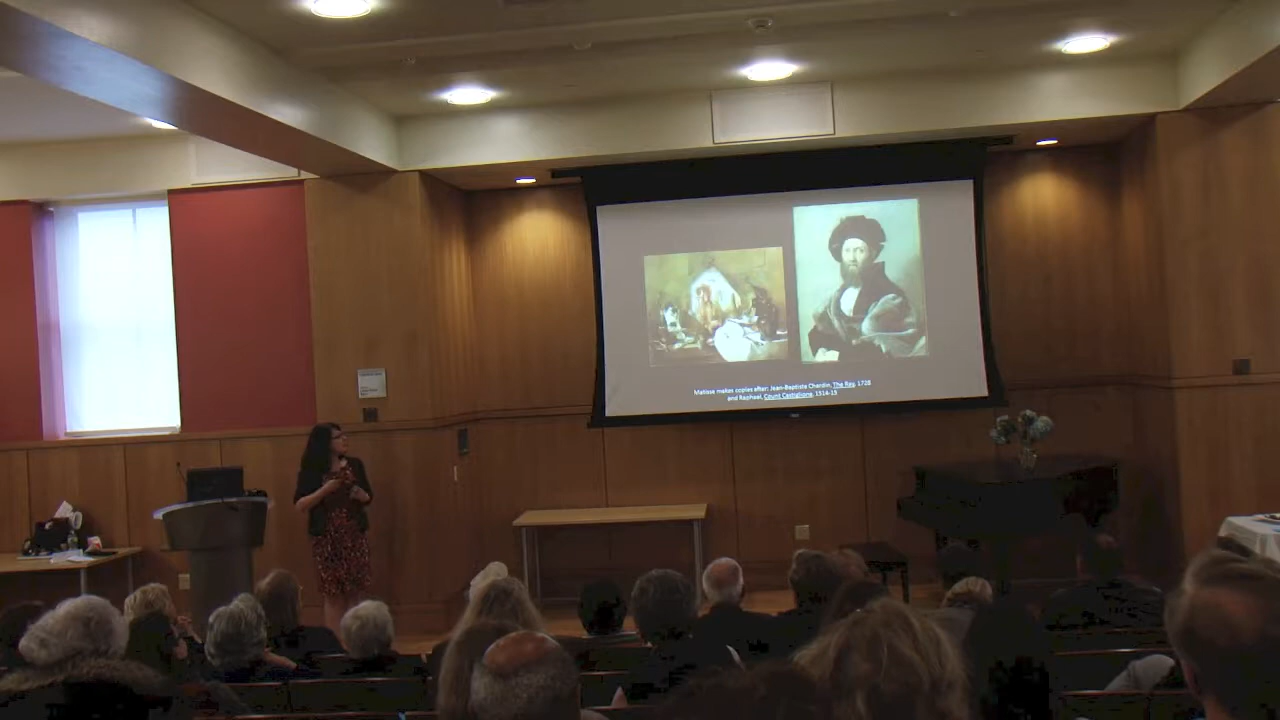 Matisse makes copies after: Jean-Baptiste Chardin, The Ray, 1728
and Raphael, Count Castiglione, 1514-15